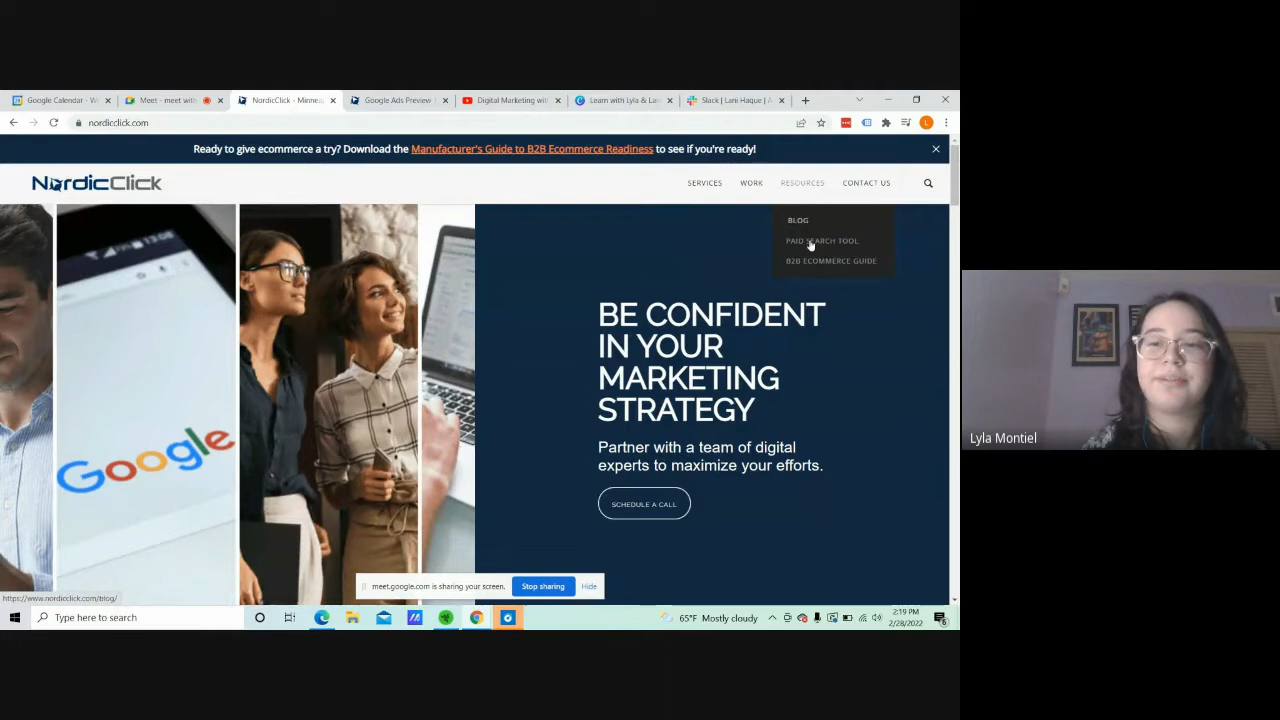 Google Calendar - W
Meet - meet with
NordicClick - Minnea
Google Ads Preview
Digital Marketing wit
Learn with Lyla & Lan
Slack | Lani Haque | A
nordicclick.com
L
Ready to give ecommerce a try? Download the Manufacturer's Guide to B2B Ecommerce Readiness to see if you're ready!
NordicClick
SERVICES
WORK
RESOURCES
CONTACT US
BLOG
PAID SEARCH TOOL
B2B ECOMMERCE GUIDE
13:08
Google
BE CONFIDENT
IN YOUR
MARKETING
STRATEGY
Partner with a team of digital
experts to maximize your efforts.
SCHEDULE A CALL
Lyla Montiel
meet.google.com is sharing your screen.
Stop sharing
Hide
https://www.nordicclick.com/blog/
Type here to search
65°F Mostly cloudy
2:19 PM
2/28/2022
6